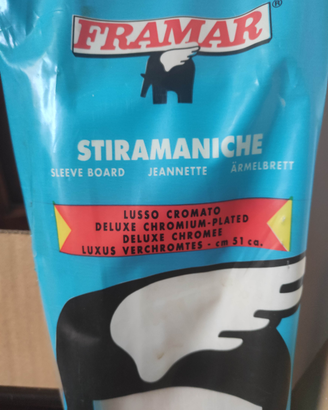 FRAMAR®
STIRAMANICHE
SLEEVE BOARD JEANNETTE ÄRMELBRETT
LUSSO CROMATO
DELUXE CHROMIUM-PLATED
DELUXE CHROMEE
LUXUS VERCHROMTES - cm 51 ca.